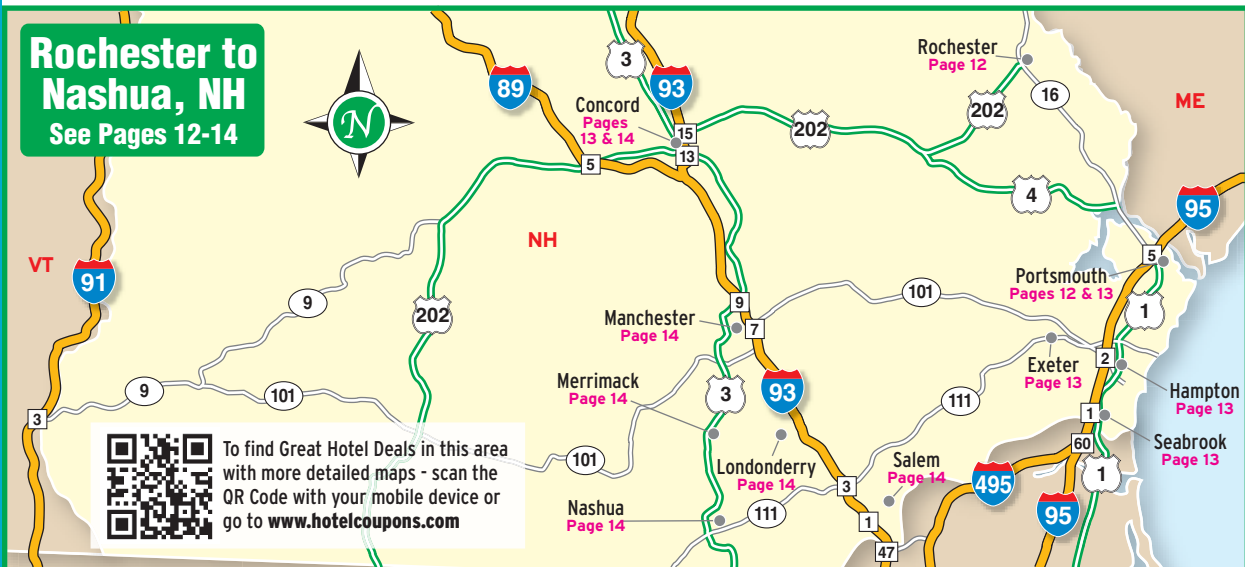 Rochester to
Nashua, NH
See Pages 12-14
N
89
3
93
Concord
Pages
13 & 14
15
13
5
202
Rochester
Page 12
202
16
ME
4
95
VT
91
NH
9
202
5
Portsmouth
Pages 12 & 13
1
101
9
7
Manchester
Page 14
2
Exeter
Page 13
Hampton
Page 13
9
101
3
Merrimack
Page 14
3
93
111
1
Seabrook
Page 13
60
1
To find Great Hotel Deals in this area
with more detailed maps - scan the
QR Code with your mobile device or
go to www.hotelcoupons.com
101
Londonderry
Page 14
3
Salem
Page 14
495
95
Nashua
Page 14
111
1
47